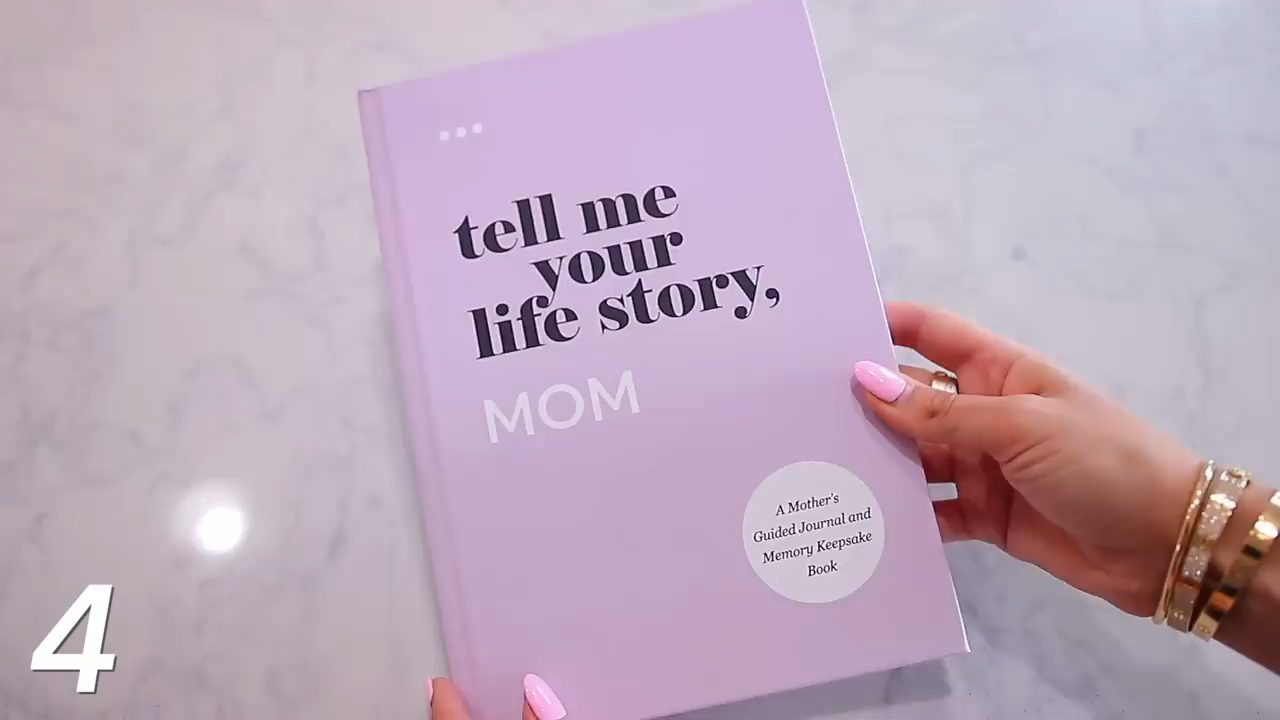 tell me
your
life story,
MOM
A Mother's
Guided Journal and
Memory Keepsake
Book
4